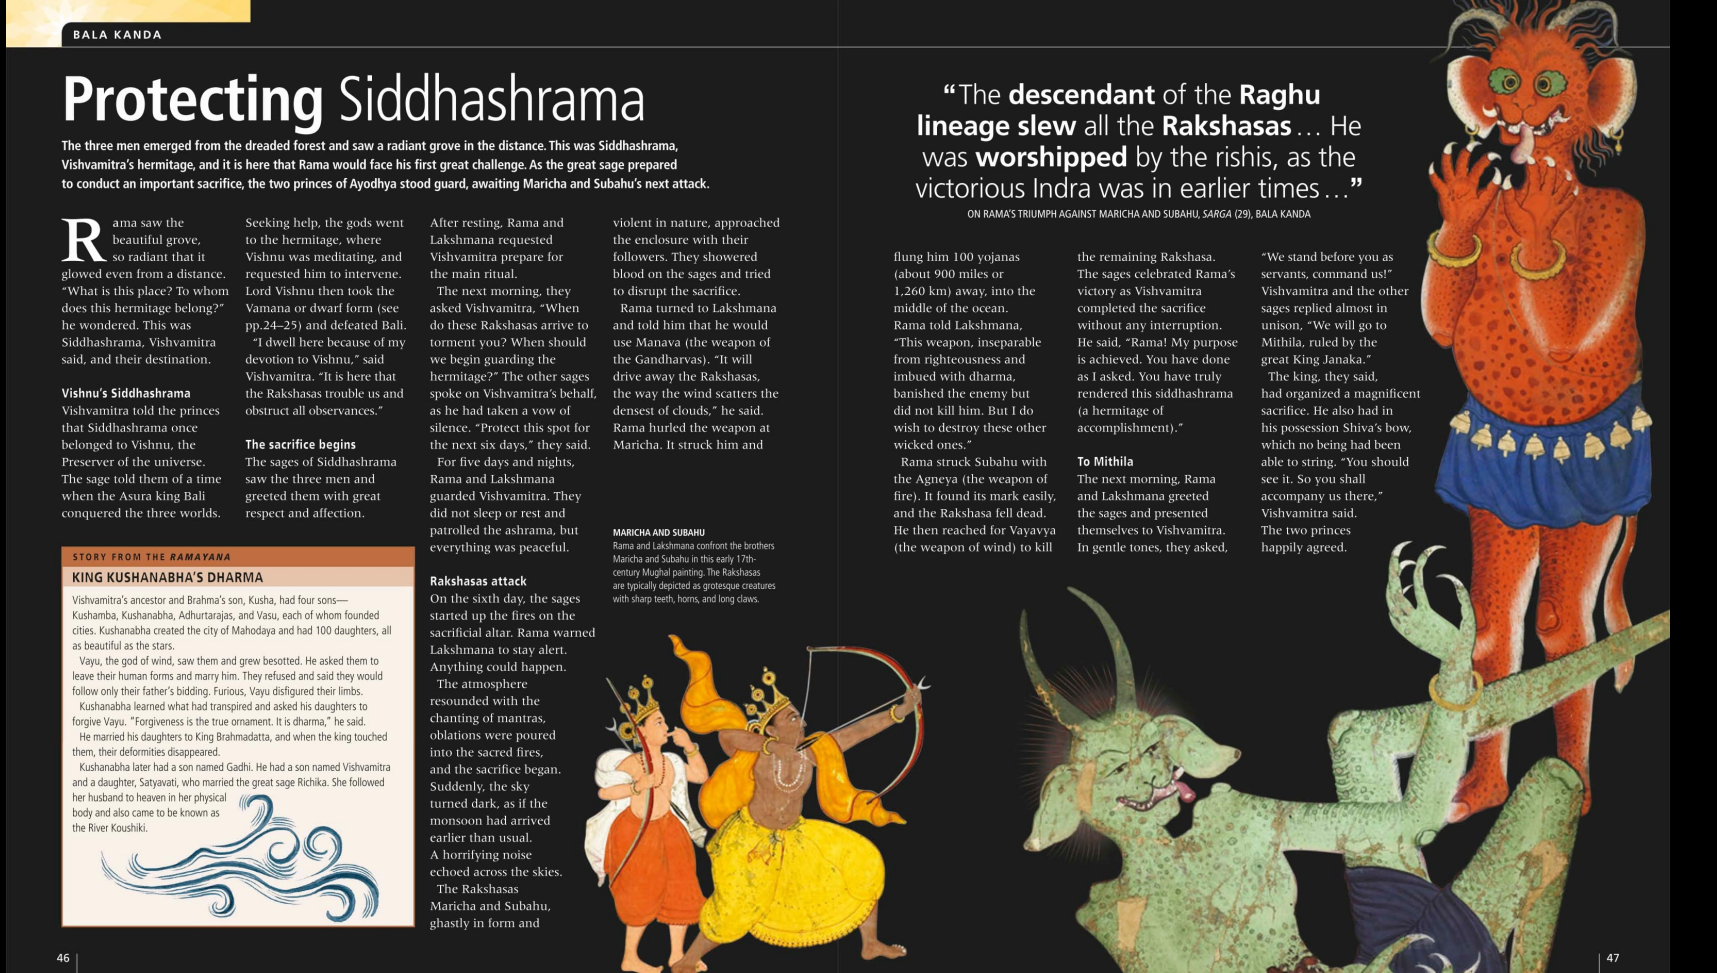 BALA KANDA
Protecting Siddhashrama
The three men emerged from the dreaded forest and saw a radiant grove in the distance. This was Siddhashrama,
Vishvamitra's hermitage, and it is here that Rama would face his first great challenge. As the great sage prepared
to conduct an important sacrifice, the two princes of Ayodhya stood guard, awaiting Maricha and Subahu's next attack.
Rama saw the
beautiful grove,
so radiant that it
glowed even from a distance.
“What is this place? To whom
does this hermitage belong?”
he wondered. This was
Siddhashrama, Vishvamitra
said, and their destination.
Vishnu's Siddhashrama
Vishvamitra told the princes
that Siddhashrama once
belonged to Vishnu, the
Preserver of the universe.
The sage told them of a time
when the Asura king Bali
conquered the three worlds.
Seeking help, the gods went
to the hermitage, where
Vishnu was meditating, and
requested him to intervene.
Lord Vishnu then took the
Vamana or dwarf form (see
pp.24–25) and defeated Bali.
“I dwell here because of my
devotion to Vishnu,” said
Vishvamitra. “It is here that
the Rakshasas trouble us and
obstruct all observances.”
The sacrifice begins
The sages of Siddhashrama
saw the three men and
greeted them with great
respect and affection.
After resting, Rama and
Lakshmana requested
Vishvamitra prepare for
the main ritual.
The next morning, they
asked Vishvamitra, “When
do these Rakshasas arrive to
torment you? When should
we begin guarding the
hermitage?” The other sages
spoke on Vishvamitra's behalf,
as he had taken a vow of
silence. “Protect this spot for
the next six days,” they said.
For five days and nights,
Rama and Lakshmana
guarded Vishvamitra. They
did not sleep or rest and
patrolled the ashrama, but
everything was peaceful.
Rakshasas attack
On the sixth day, the sages
started up the fires on the
sacrificial altar. Rama warned
Lakshmana to stay alert.
Anything could happen.
The atmosphere
resounded with the
chanting of mantras,
oblations were poured
into the sacred fires,
and the sacrifice began.
Suddenly, the sky
turned dark, as if the
monsoon had arrived
earlier than usual.
A horrifying noise
echoed across the skies.
The Rakshasas
Maricha and Subahu,
ghastly in form and
violent in nature, approached
the enclosure with their
followers. They showered
blood on the sages and tried
to disrupt the sacrifice.
Rama turned to Lakshmana
and told him that he would
use Manava (the weapon of
the Gandharvas). “It will
drive away the Rakshasas,
the way the wind scatters the
densest of clouds,” he said.
Rama hurled the weapon at
Maricha. It struck him and
MARICHA AND SUBAHU
Rama and Lakshmana confront the brothers
Maricha and Subahu in this early 17th-
century Mughal painting. The Rakshasas
are typically depicted as grotesque creatures
with sharp teeth, horns, and long claws.
STORY FROM THE RAMAYANA
KING KUSHANABHA'S DHARMA
Vishvamitra's ancestor and Brahma's son, Kusha, had four sons—
Kushamba, Kushanabha, Adhurtarajas, and Vasu, each of whom founded
cities. Kushanabha created the city of Mahodaya and had 100 daughters, all
as beautiful as the stars.
Vayu, the god of wind, saw them and grew besotted. He asked them to
leave their human forms and marry him. They refused and said they would
follow only their father's bidding. Furious, Vayu disfigured their limbs.
Kushanabha learned what had transpired and asked his daughters to
forgive Vayu. “Forgiveness is the true ornament. It is dharma,” he said.
He married his daughters to King Brahmadatta, and when the king touched
them, their deformities disappeared.
Kushanabha later had a son named Gadhi. He had a son named Vishvamitra
and a daughter, Satyavati, who married the great sage Richika. She followed
her husband to heaven in her physical
body and also came to be known as
the River Koushiki.
46
“The descendant of the Raghu
lineage slew all the Rakshasas... He
was worshipped by the rishis, as the
victorious Indra was in earlier times...”
ON RAMA'S TRIUMPH AGAINST MARICHA AND SUBAHU, SARGA (29), BALA KANDA
flung him 100 yojanas
(about 900 miles or
1,260 km) away, into the
middle of the ocean.
Rama told Lakshmana,
“This weapon, inseparable
from righteousness and
imbued with dharma,
banished the enemy but
did not kill him. But I do
wish to destroy these other
wicked ones.”
Rama struck Subahu with
the Agneya (the weapon of
fire). It found its mark easily,
and the Rakshasa fell dead.
He then reached for Vayavya
(the weapon of wind) to kill
the remaining Rakshasa.
The sages celebrated Rama's
victory as Vishvamitra
completed the sacrifice
without any interruption.
He said, “Rama! My purpose
is achieved. You have done
as I asked. You have truly
rendered this siddhashrama
(a hermitage of
accomplishment).”
To Mithila
The next morning, Rama
and Lakshmana greeted
the sages and presented
themselves to Vishvamitra.
In gentle tones, they asked,
“We stand before you as
servants, command us!”
Vishvamitra and the other
sages replied almost in
unison, “We will go to
Mithila, ruled by the
great King Janaka.”
The king, they said,
had organized a magnificent
sacrifice. He also had in
his possession Shiva's bow,
which no being had been
able to string. “You should
see it. So you shall
accompany us there,”
Vishvamitra said.
The two princes
happily agreed.
47